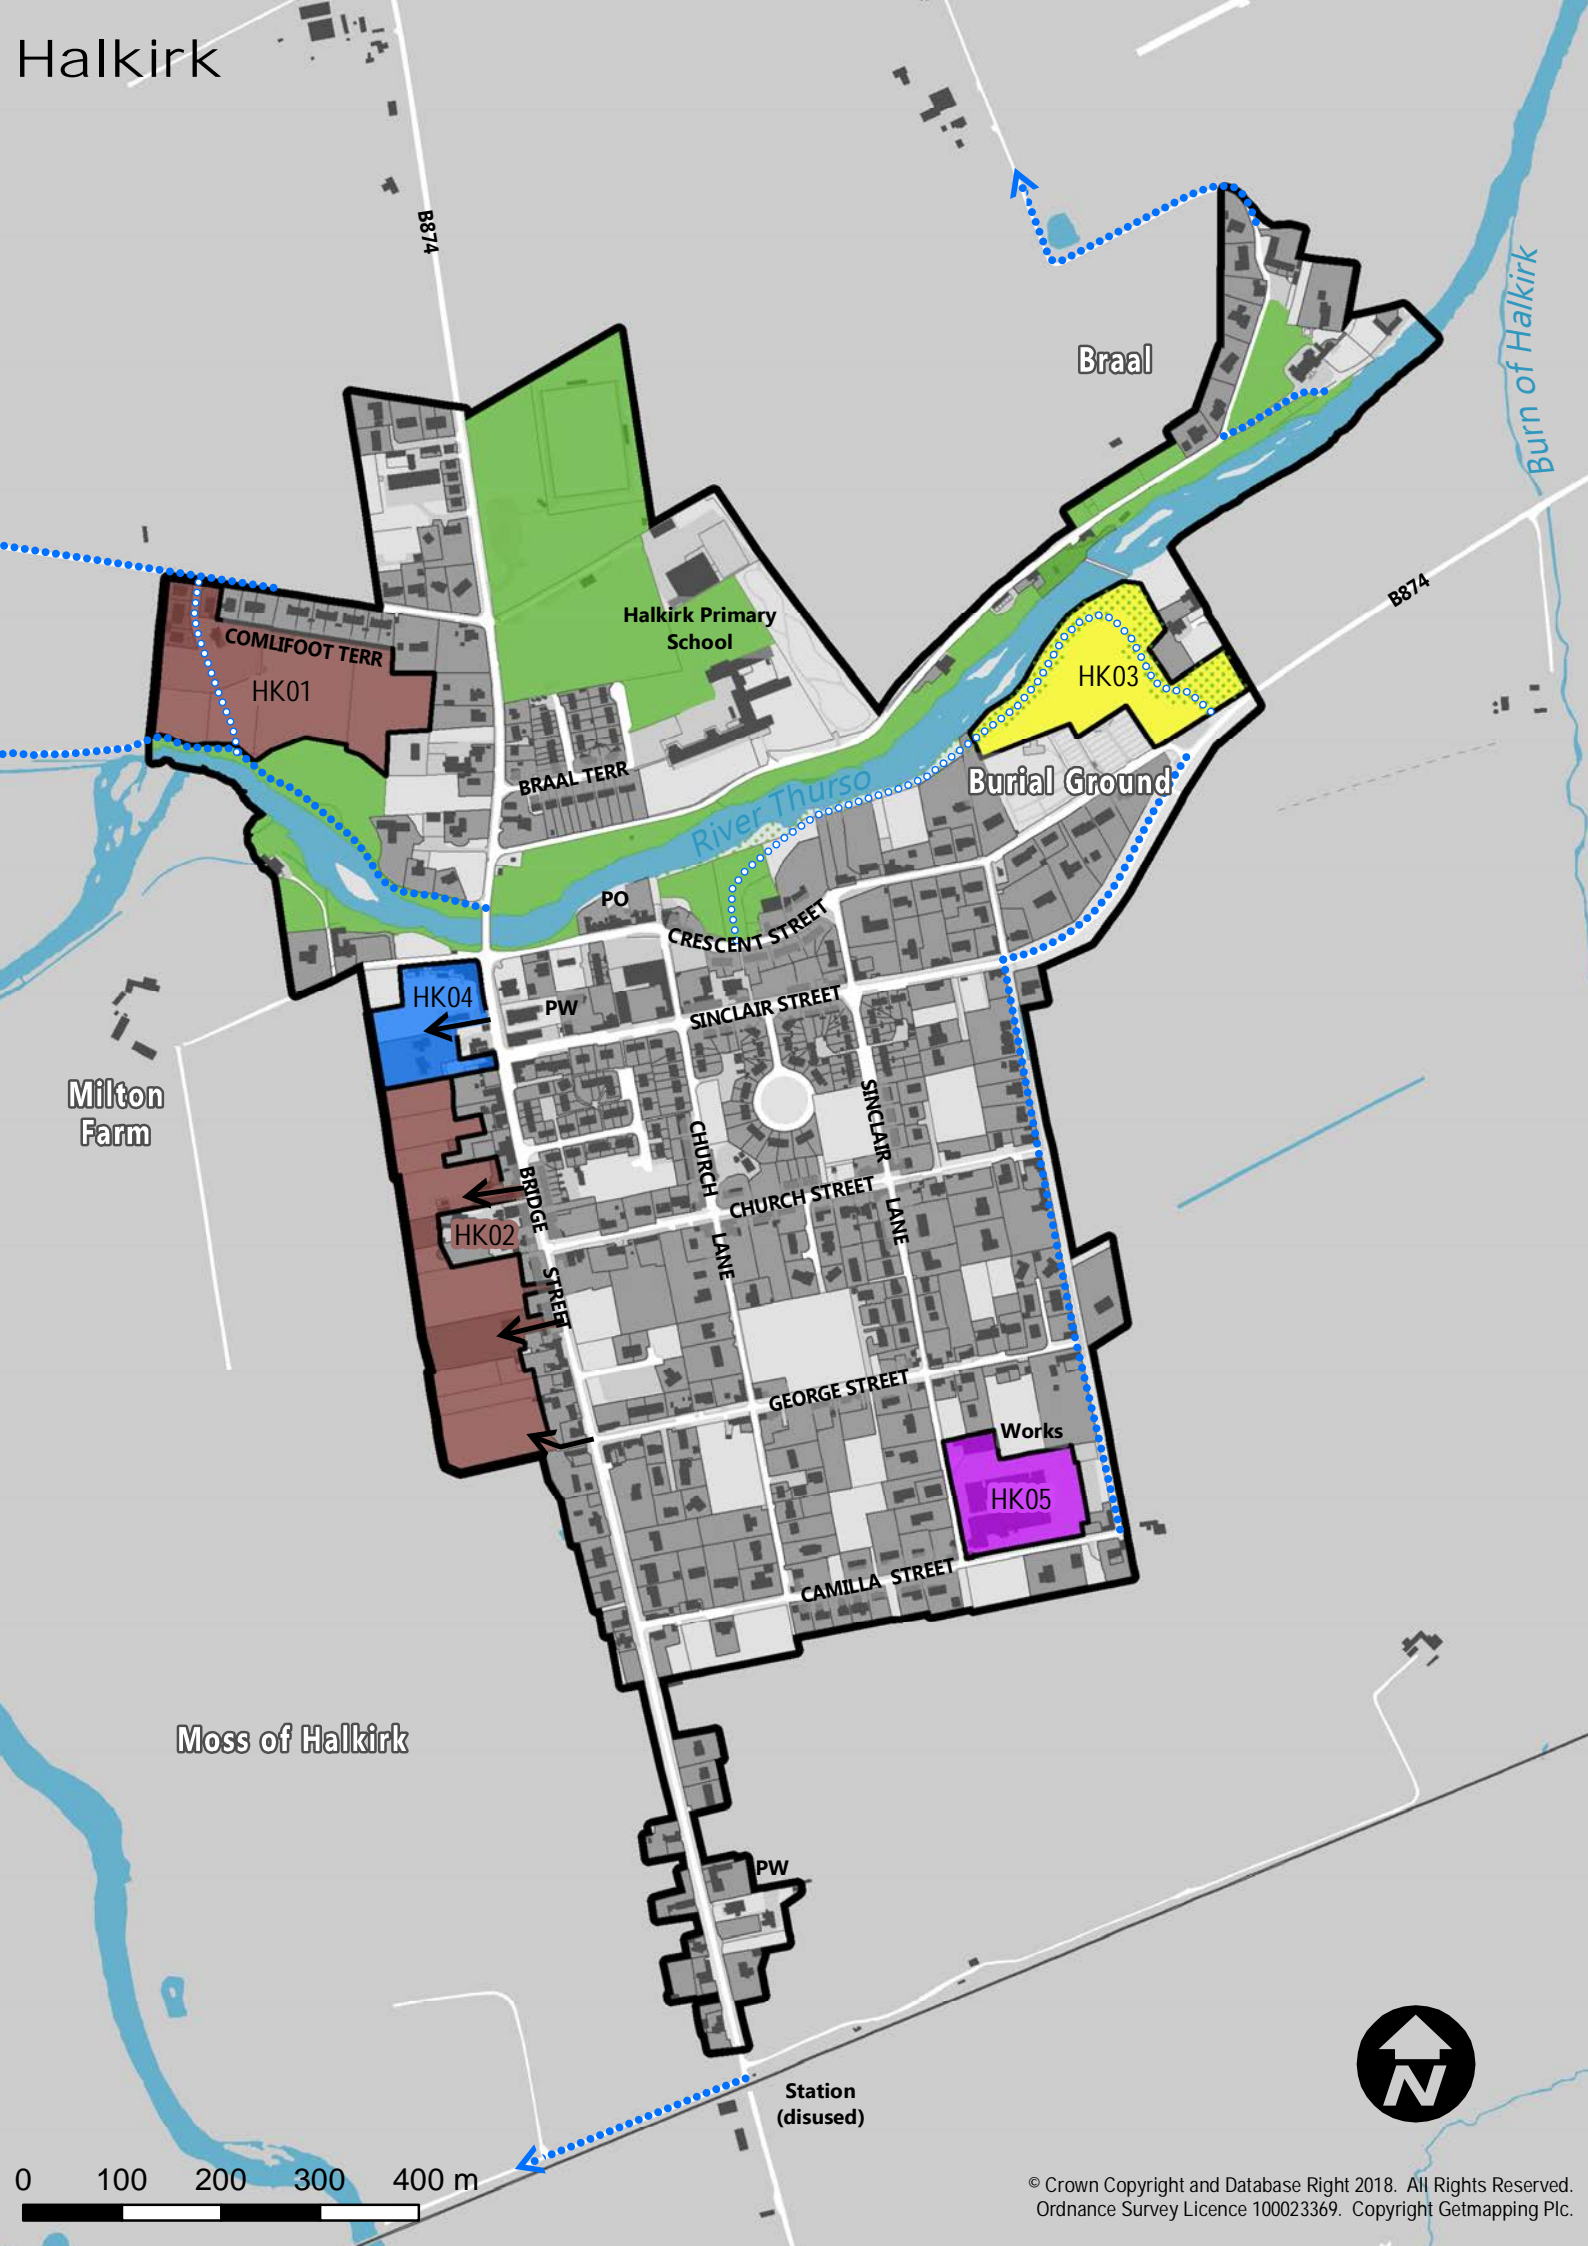 Halkirk
B874
Burn of Halkirk
Braal
B874
Halkirk Primary
School
COMLIFOOT TERR
HK01
HK03
BRAAL TERR
River Thurso
Burial Ground
PO
CRESCENT STREET
HK04
PW
SINCLAIR STREET
Milton
Farm
SINCLAIR
LANE
CHURCH
LANE
BRIDGE
STREET
CHURCH STREET
HK02
GEORGE STREET
Works
HK05
CAMILLA STREET
Moss of Halkirk
PW
N
Station
(disused)
0 100 200 300 400 m
© Crown Copyright and Database Right 2018. All Rights Reserved.
Ordnance Survey Licence 100023369. Copyright Getmapping Plc.